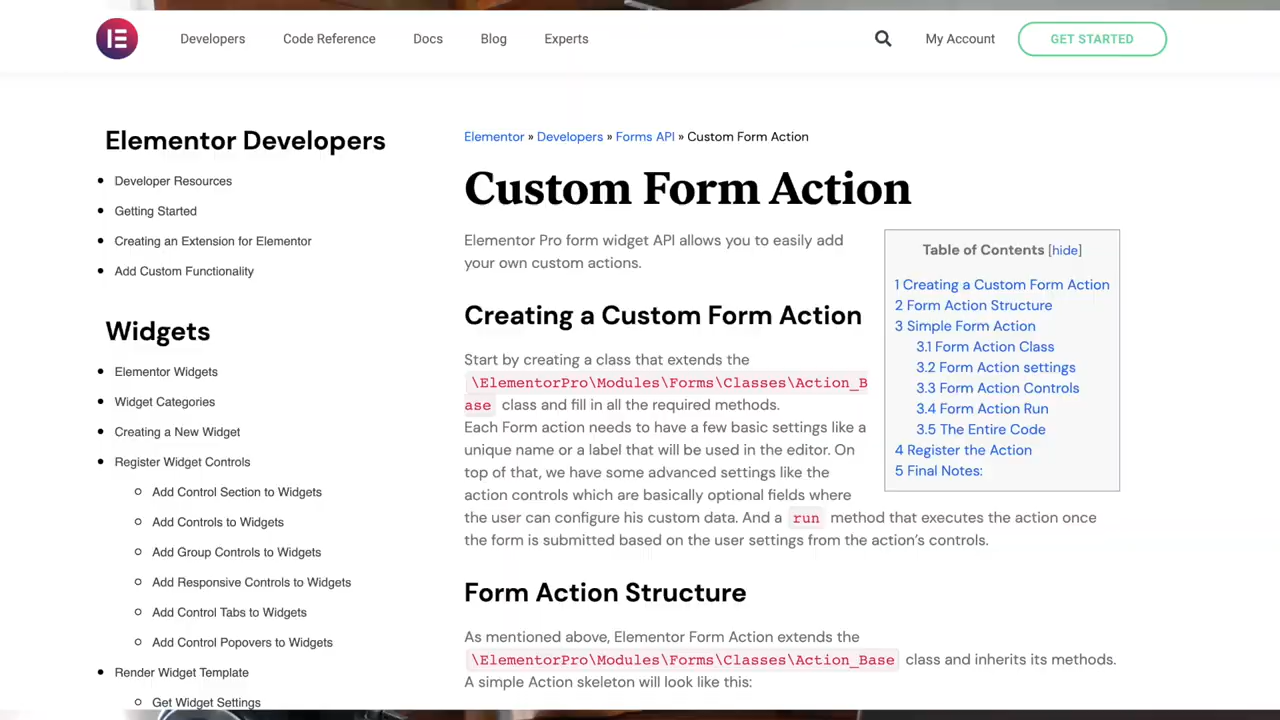 Developers Code Reference Docs Blog Experts My Account GET STARTED
Elementor Developers
Developer Resources
Getting Started
Creating an Extension for Elementor
Add Custom Functionality
Widgets
Elementor Widgets
Widget Categories
Creating a New Widget
Register Widget Controls
Add Control Section to Widgets
Add Controls to Widgets
Add Group Controls to Widgets
Add Responsive Controls to Widgets
Add Control Tabs to Widgets
Add Control Popovers to Widgets
Render Widget Template
Get Widget Settings
Elementor » Developers » Forms API » Custom Form Action
Custom Form Action
Elementor Pro form widget API allows you to easily add
your own custom actions.
Table of Contents [hide]
1 Creating a Custom Form Action
2 Form Action Structure
3 Simple Form Action
3.1 Form Action Class
3.2 Form Action settings
3.3 Form Action Controls
3.4 Form Action Run
3.5 The Entire Code
4 Register the Action
5 Final Notes:
Creating a Custom Form Action
Start by creating a class that extends the
\ElementorPro\Modules\Forms\Classes\Action_B
ase class and fill in all the required methods.
Each Form action needs to have a few basic settings like a
unique name or a label that will be used in the editor. On
top of that, we have some advanced settings like the
action controls which are basically optional fields where
the user can configure his custom data. And a run method that executes the action once
the form is submitted based on the user settings from the action's controls.
Form Action Structure
As mentioned above, Elementor Form Action extends the
\ElementorPro\Modules\Forms\Classes\Action_Base class and inherits its methods.
A simple Action skeleton will look like this: